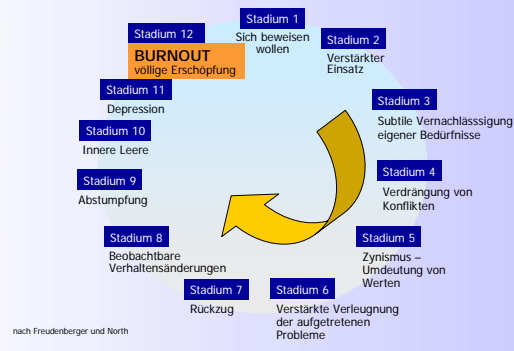 Stadium 1
Sich beweisen
wollen
Stadium 2
Verstärkter
Einsatz
Stadium 3
Subtile Vernachlässsigung
eigener Bedürfnisse
Stadium 4
Verdrängung von
Konflikten
Stadium 5
Zynismus –
Umdeutung von
Werten
Stadium 6
Verstärkte Verleugnung
der aufgetretenen
Probleme
Stadium 7
Rückzug
Stadium 8
Beobachtbare
Verhaltensänderungen
Stadium 9
Abstumpfung
Stadium 10
Innere Leere
Stadium 11
Depression
Stadium 12
BURNOUT
völlige Erschöpfung
nach Freudenberger und North